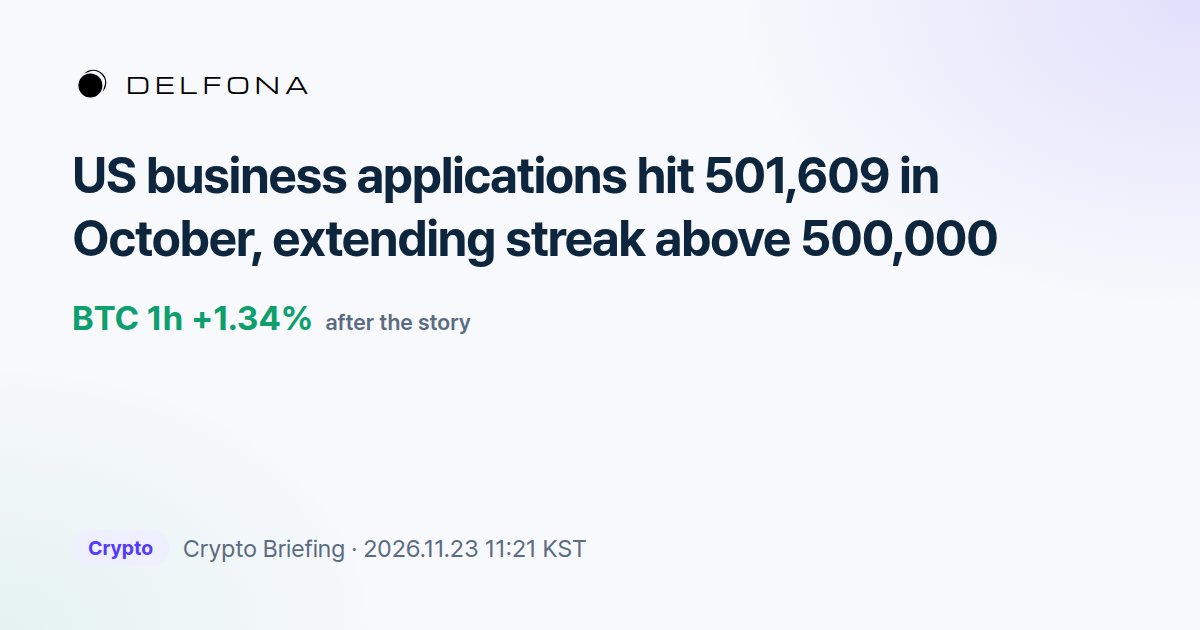 DELFONA
US business applications hit 501,609 in
October, extending streak above 500,000
BTC 1h +1.34% after the story
Crypto Crypto Briefing · 2026.11.23 11:21 KST